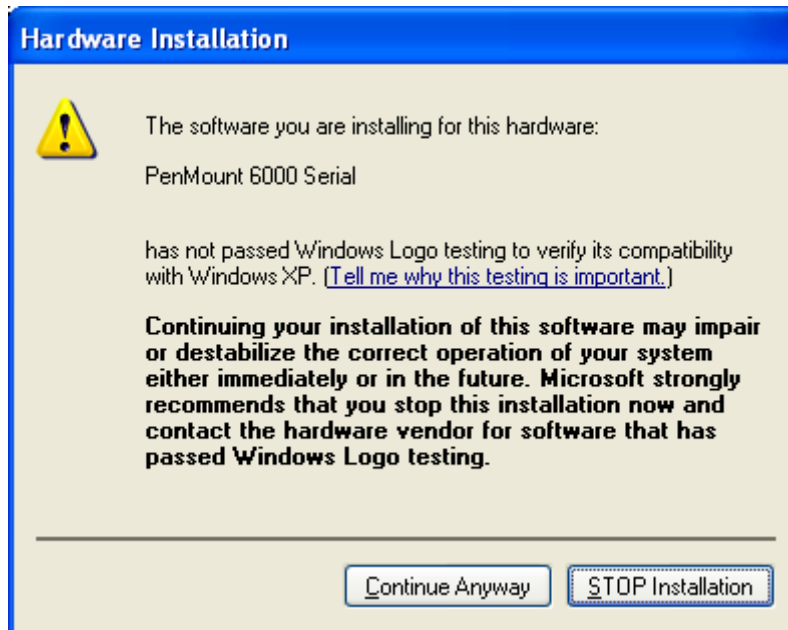 Hardware Installation
The software you are installing for this hardware:
PenMount 6000 Serial
has not passed Windows Logo testing to verify its compatibility
with Windows XP. (Tell me why this testing is important.)
Continuing your installation of this software may impair
or destabilize the correct operation of your system
either immediately or in the future. Microsoft strongly
recommends that you stop this installation now and
contact the hardware vendor for software that has
passed Windows Logo testing.
Continue Anyway
STOP Installation